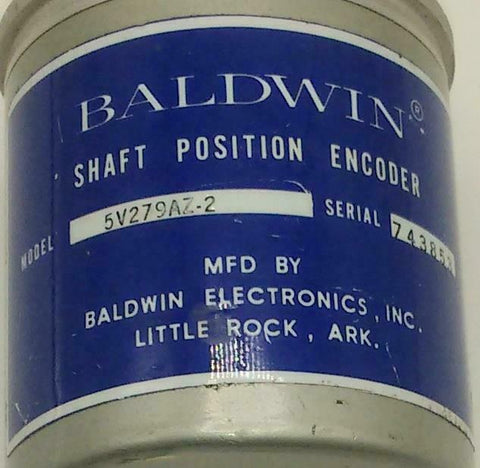 BALDWIN®
SHAFT POSITION ENCODER
MODEL 5V279AZ-2 SERIAL
MFD BY
BALDWIN ELECTRONICS, INC.
LITTLE ROCK, ARK.